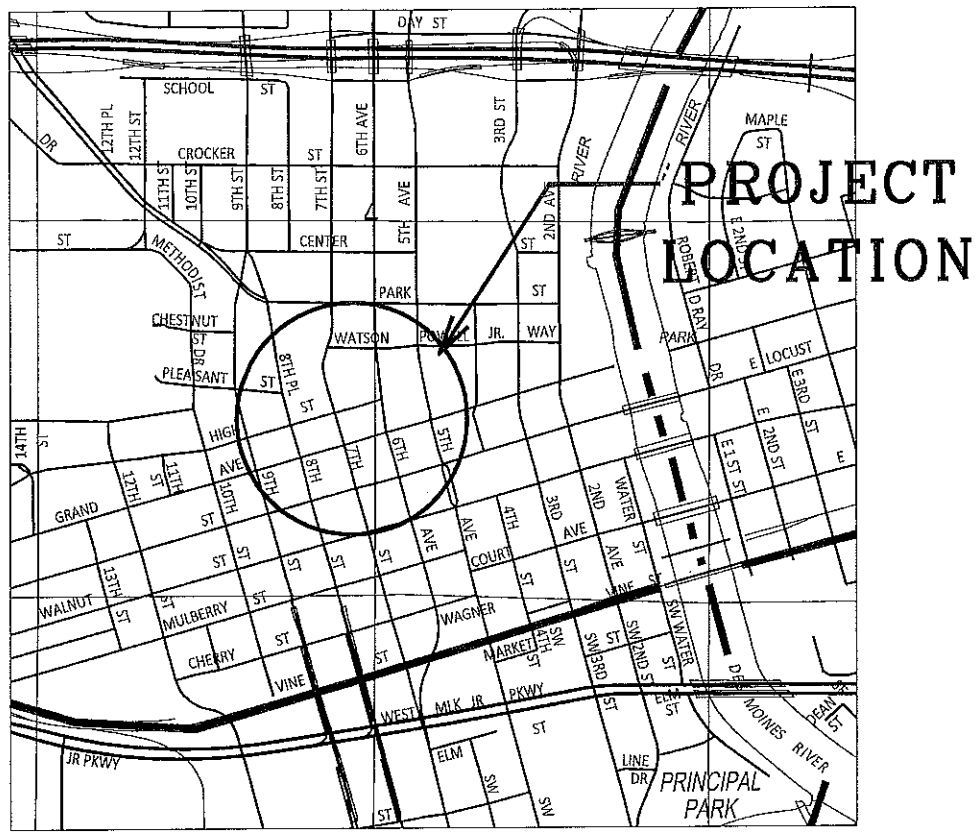 DAY ST
SCHOOL ST
12TH PL
12TH ST
6TH AVE
3RD ST
RIVER
RIVER
MAPLE ST
DR
CROCKER ST
11TH ST
10TH ST
9TH ST
8TH ST
7TH ST
5TH AVE
2ND AVE
PROJECT
LOCATION
E 2ND ST
ROBERT D RAY
DR
ST
METHODIST
DR
CENTER ST
PARK ST
CHESTNUT ST
WATSON POWELL JR. WAY
PARK
8TH PL
PLEASANT ST
E LOCUST
ST
E 3RD
E 2ND ST
E 1 ST ST
E
14TH ST
HIGH ST
GRAND AVE
12TH
11TH ST
10TH
9TH
8TH
7TH
6TH
5TH
4TH
3RD
2ND
WATER
ST
ST
ST
ST
ST
AVE
AVE
ST
ST
AVE
ST
COURT AVE
WALNUT ST
13TH ST
MULBERRY ST
ST
CHERRY ST
WAGNER
VINE ST
VINE ST
MARKET ST
SW 4TH ST
SW 3RD ST
SW 2ND ST
SW WATER ST
ELM ST
WEST MLK JR PKWY
JR PKWY
ELM ST
SW
SW
ST
LINE DR
PRINCIPAL
PARK
DES MOINES RIVER
DEAN ST
SE